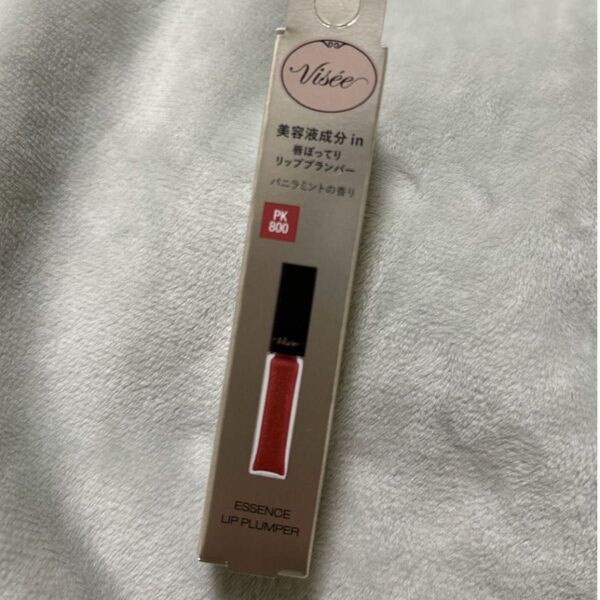 Visée
美容液成分 in
唇ぽってり
リッププランパー
バニラミントの香り
PK
800
Visée
ESSENCE
LIP PLUMPER